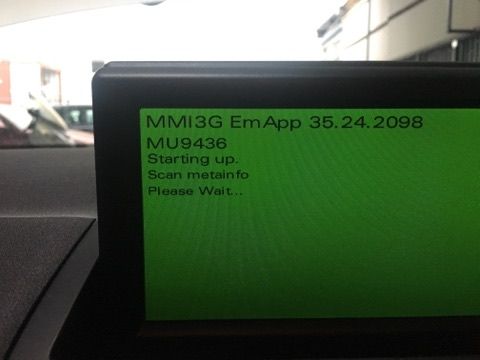 MMI3G EmApp 35.24.2098
MU9436
Starting up.
Scan metainfo
Please Wait...